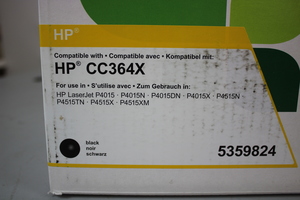 HP®
Compatible with · Compatible avec · Kompatibel mit:
HP® CC364X
For use in · S'utilise avec · Zum Gebrauch in:
HP LaserJet P4015 · P4015N · P4015DN · P4015X · P4515N
P4515TN · P4515X · P4515XM
black
noir
schwarz
5359824